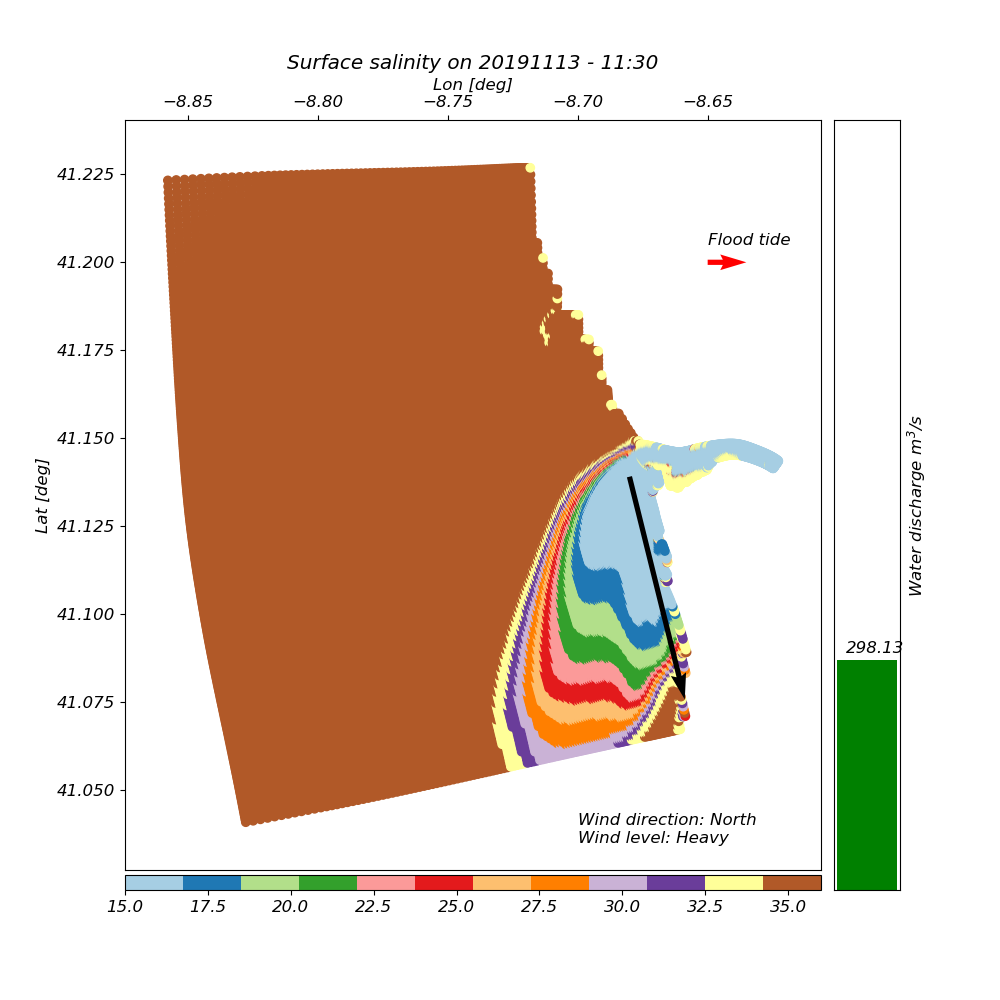 Surface salinity on 20191113 - 11:30
Lon [deg]
−8.85 −8.80 −8.75 −8.70 −8.65
41.225
41.200
41.175
41.150
41.125
41.100
41.075
41.050
Lat [deg]
Flood tide
Wind direction: North
Wind level: Heavy
15.0 17.5 20.0 22.5 25.0 27.5 30.0 32.5 35.0
298.13
Water discharge m³/s